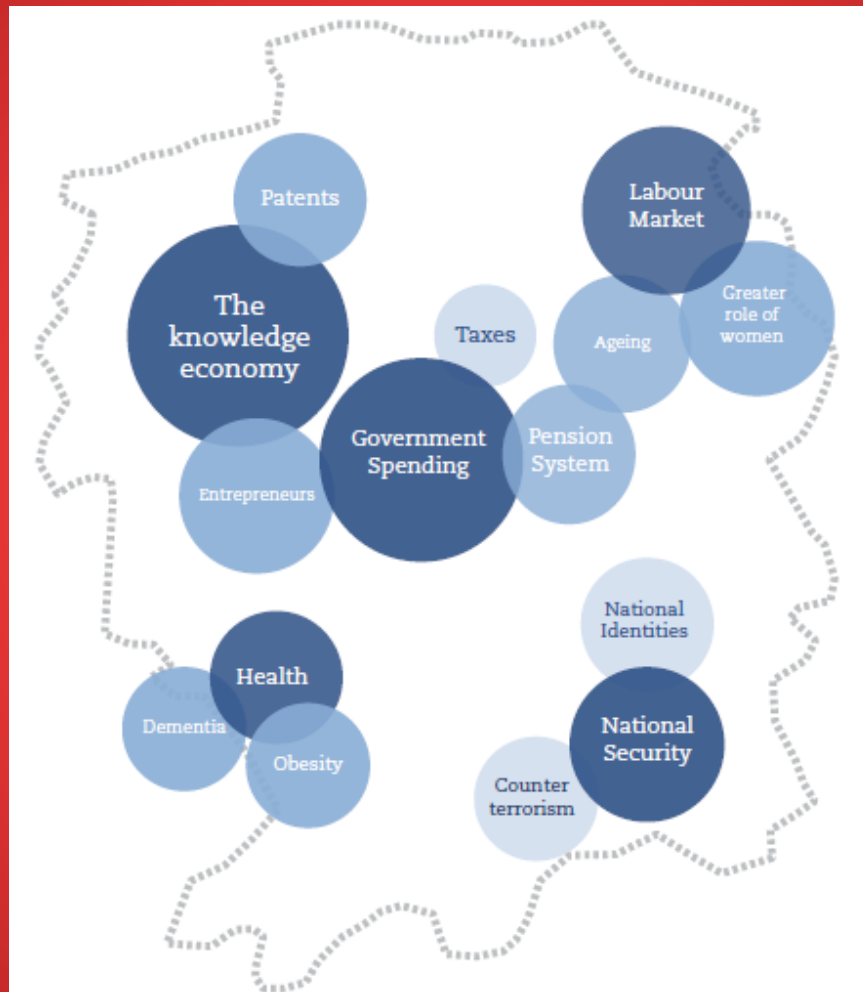 Patents
Labour
Market
The
knowledge
economy
Taxes
Ageing
Greater
role of
women
Government
Spending
Pension
System
Entrepreneurs
National
Identities
Health
Dementia
Obesity
National
Security
Counter
terrorism